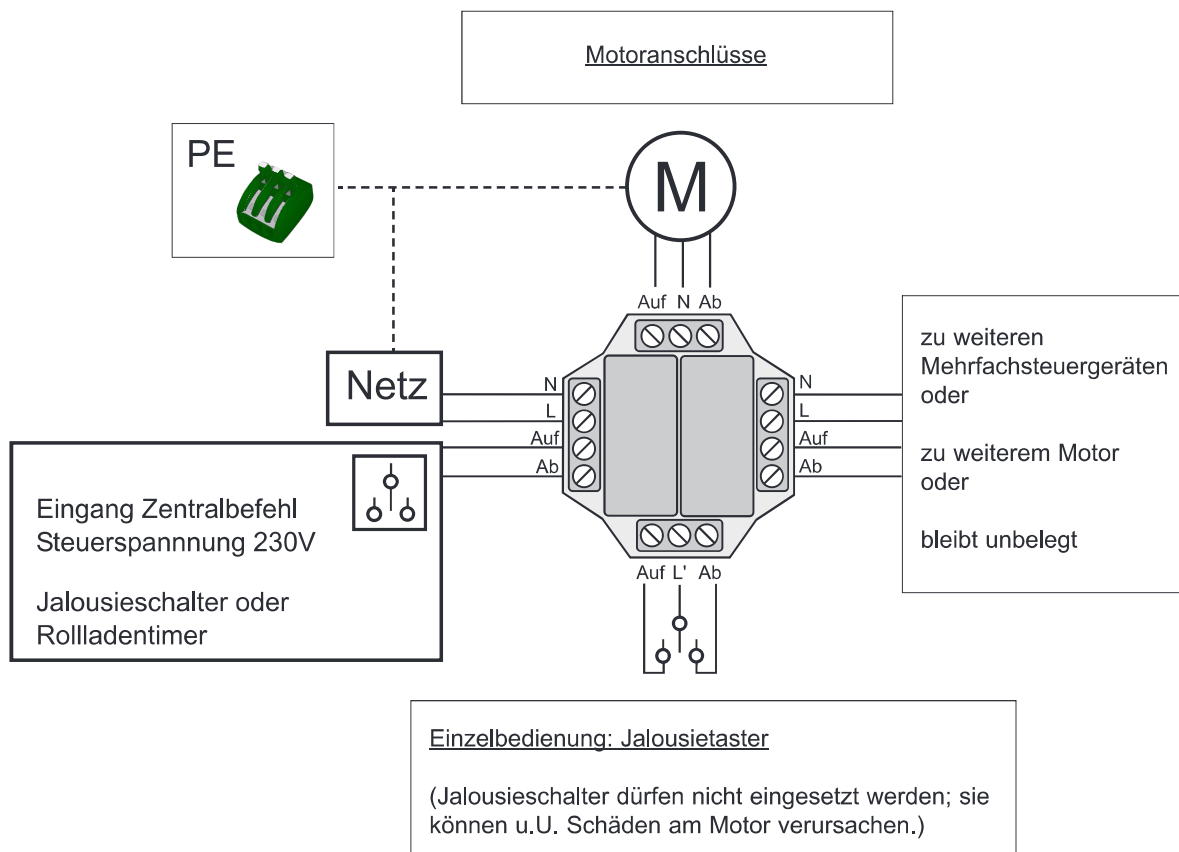 Motoranschlüsse
PE
M
Auf N Ab
Netz
N
L
Auf
Ab
N
L
Auf
Ab
zu weiteren
Mehrfachsteuergeräten
oder
zu weiterem Motor
oder
bleibt unbelegt
Eingang Zentralbefehl
Steuerspannnung 230V
Jalousieschalter oder
Rollladentimer
Auf L' Ab
Einzelbedienung: Jalousietaster
(Jalousieschalter dürfen nicht eingesetzt werden; sie
können u.U. Schäden am Motor verursachen.)